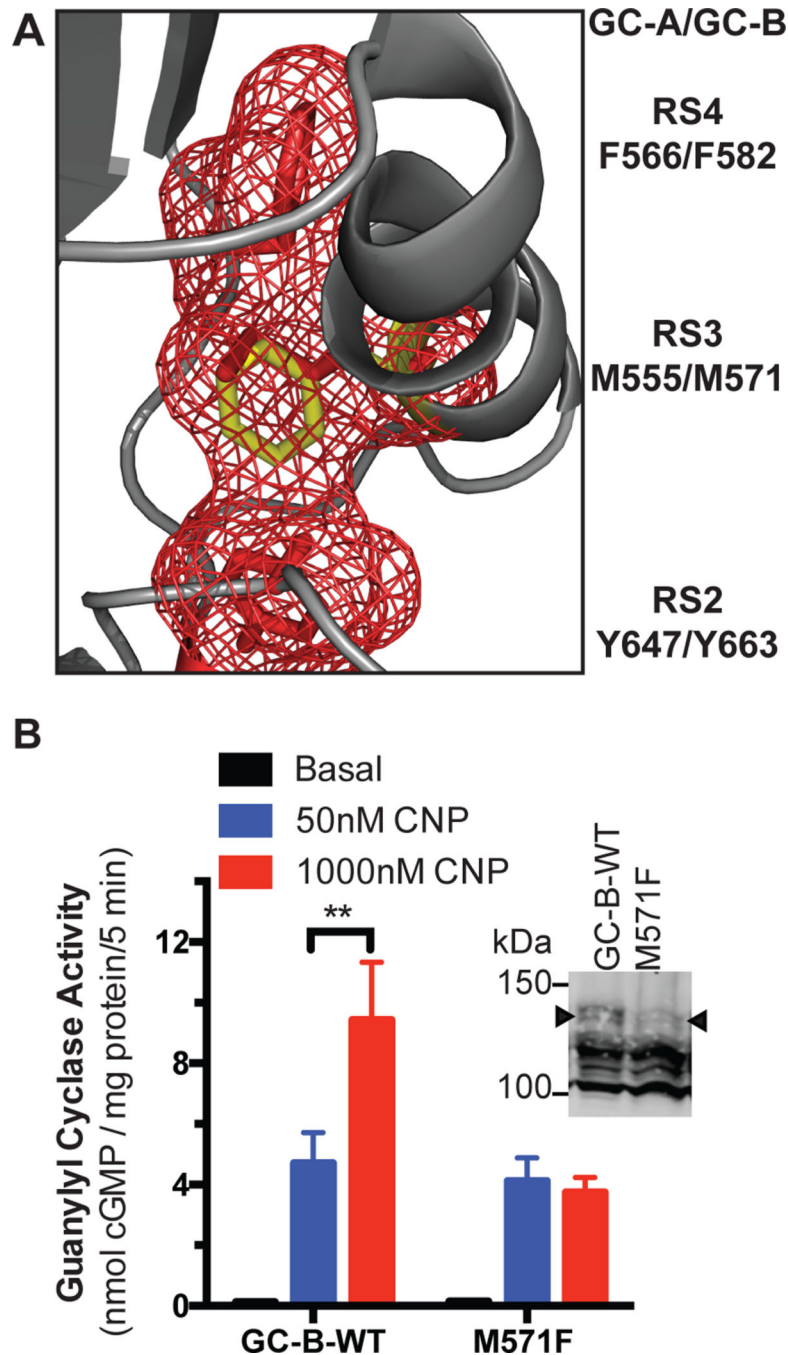 A
GC-A/GC-B
RS4
F566/F582
RS3
M555/M571
RS2
Y647/Y663
B
Basal
50nM CNP
1000nM CNP
Guanylyl Cyclase Activity
(nmol cGMP / mg protein/5 min)
12
8
4
0
**
GC-B-WT
M571F
kDa
150
100
GC-B-WT
M571F